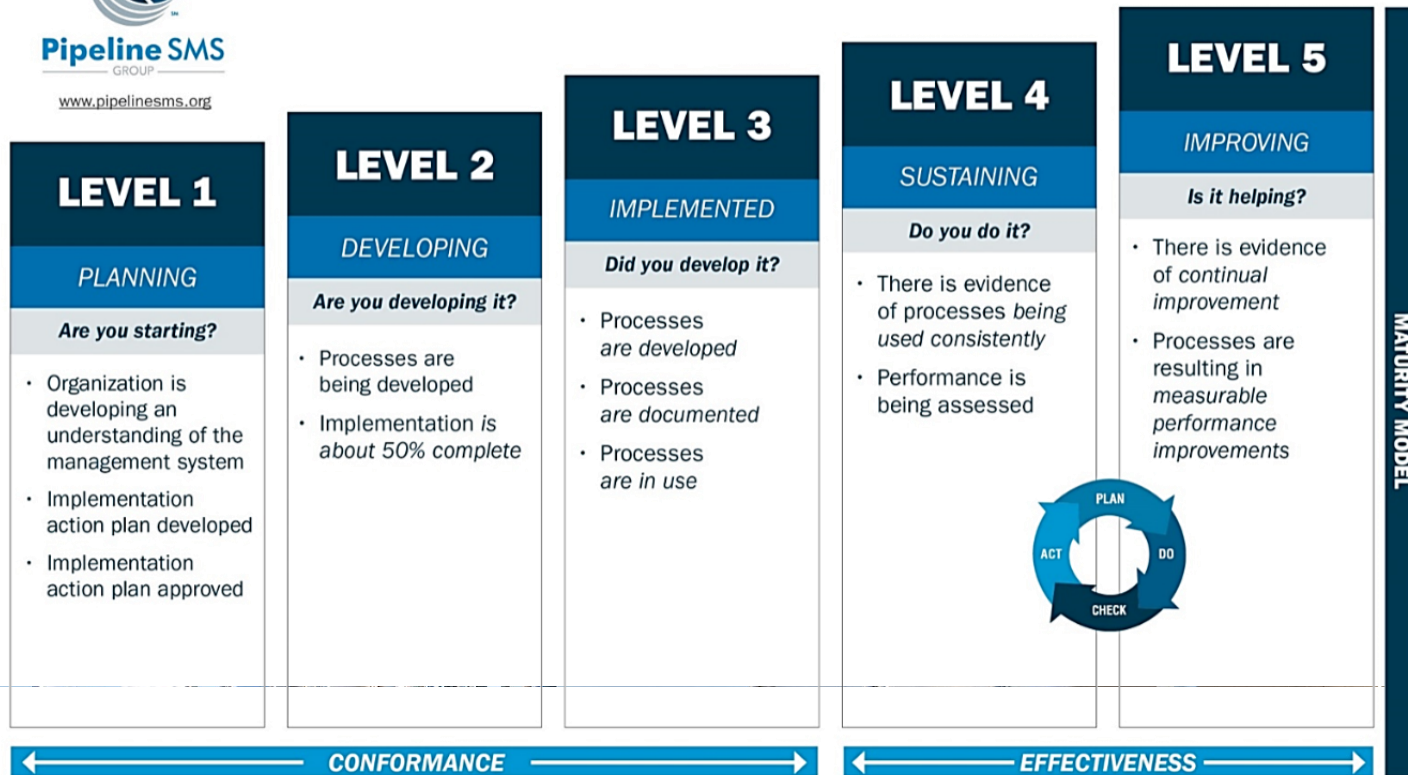 Pipeline SMS
GROUP
www.pipelinesms.org
LEVEL 1
PLANNING
Are you starting?
· Organization is
developing an
understanding of the
management system
· Implementation
action plan developed
· Implementation
action plan approved
LEVEL 2
DEVELOPING
Are you developing it?
· Processes are
being developed
· Implementation is
about 50% complete
LEVEL 3
IMPLEMENTED
Did you develop it?
· Processes
are developed
· Processes
are documented
· Processes
are in use
LEVEL 4
SUSTAINING
Do you do it?
· There is evidence
of processes being
used consistently
· Performance is
being assessed
LEVEL 5
IMPROVING
Is it helping?
· There is evidence
of continual
improvement
· Processes are
resulting in
measurable
performance
improvements
PLAN
DO
CHECK
ACT
MATURITY MODEL
CONFORMANCE
EFFECTIVENESS